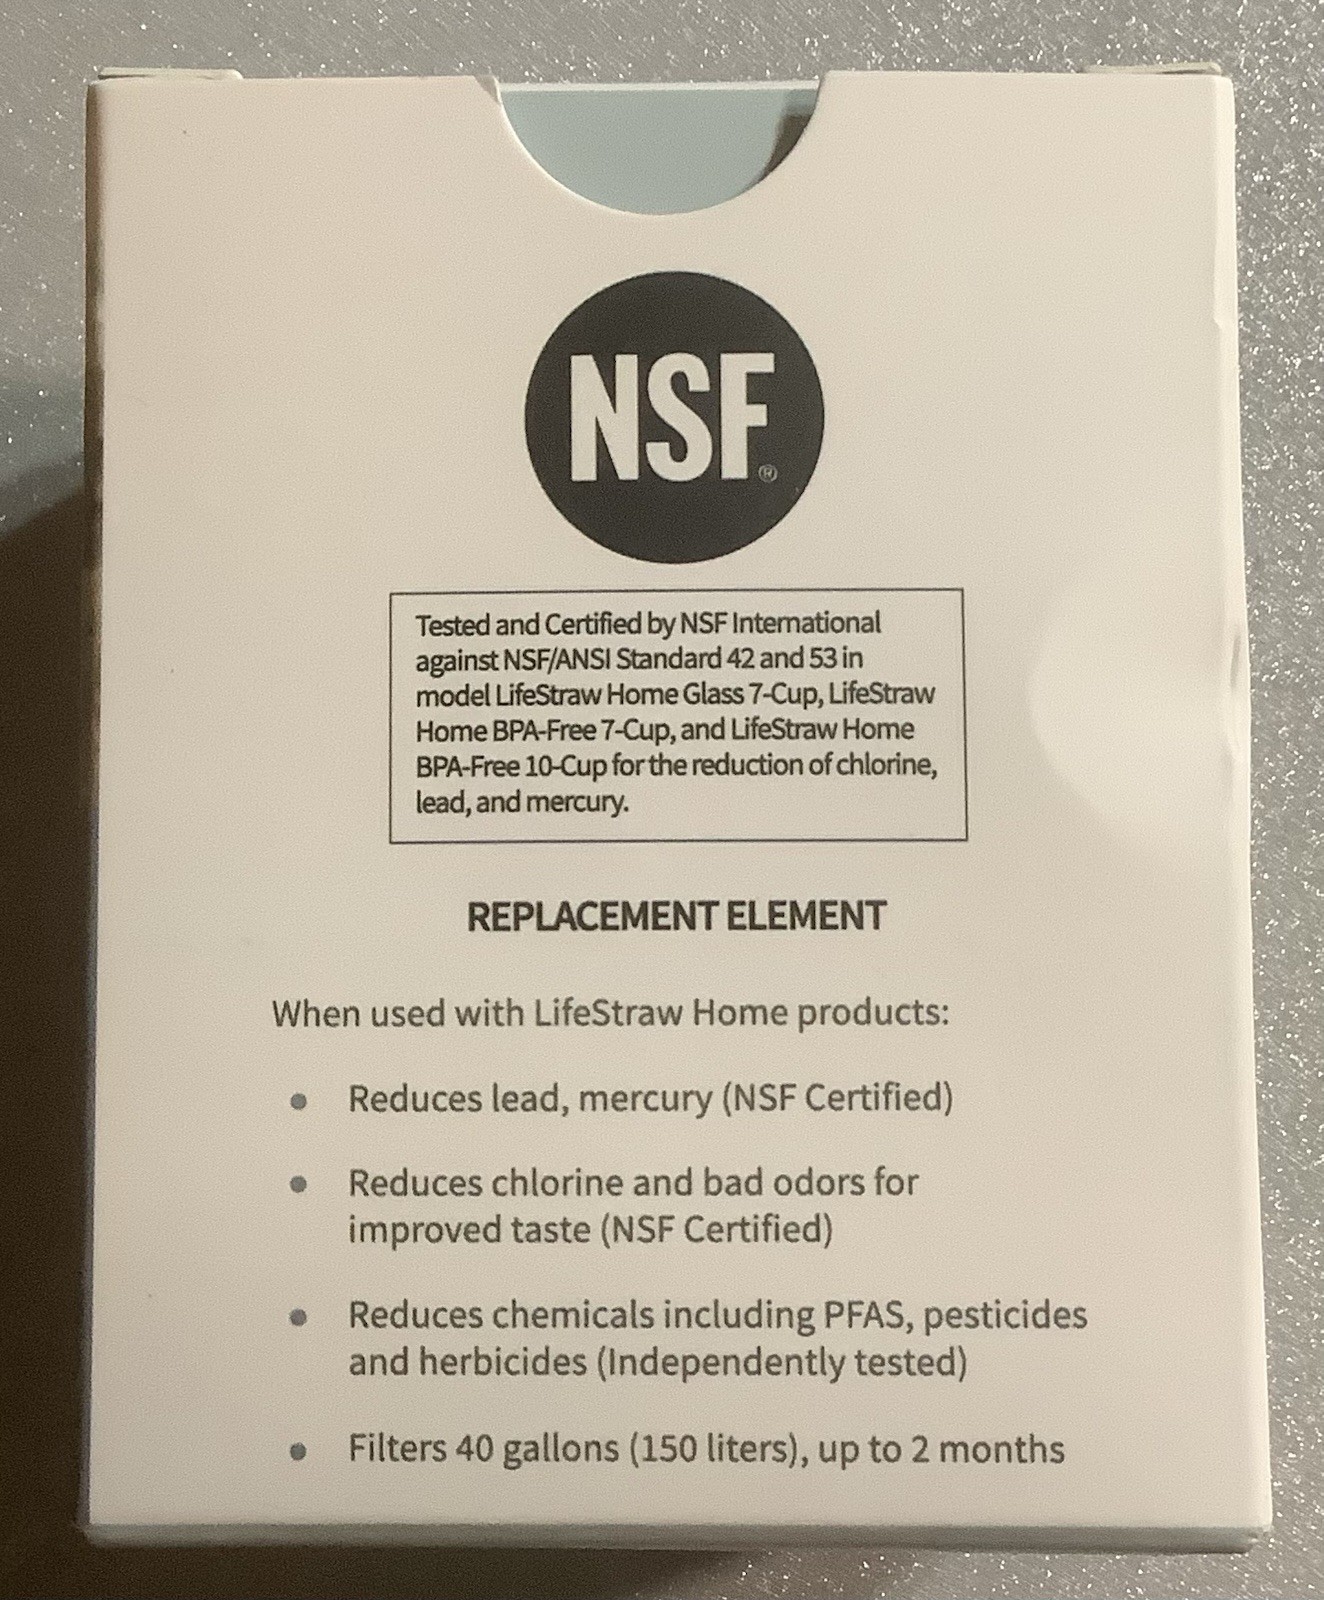 NSF®
Tested and Certified by NSF International
against NSF/ANSI Standard 42 and 53 in
model LifeStraw Home Glass 7-Cup, LifeStraw
Home BPA-Free 7-Cup, and LifeStraw Home
BPA-Free 10-Cup for the reduction of chlorine,
lead, and mercury.
REPLACEMENT ELEMENT
When used with LifeStraw Home products:
• Reduces lead, mercury (NSF Certified)
• Reduces chlorine and bad odors for
improved taste (NSF Certified)
• Reduces chemicals including PFAS, pesticides
and herbicides (Independently tested)
• Filters 40 gallons (150 liters), up to 2 months